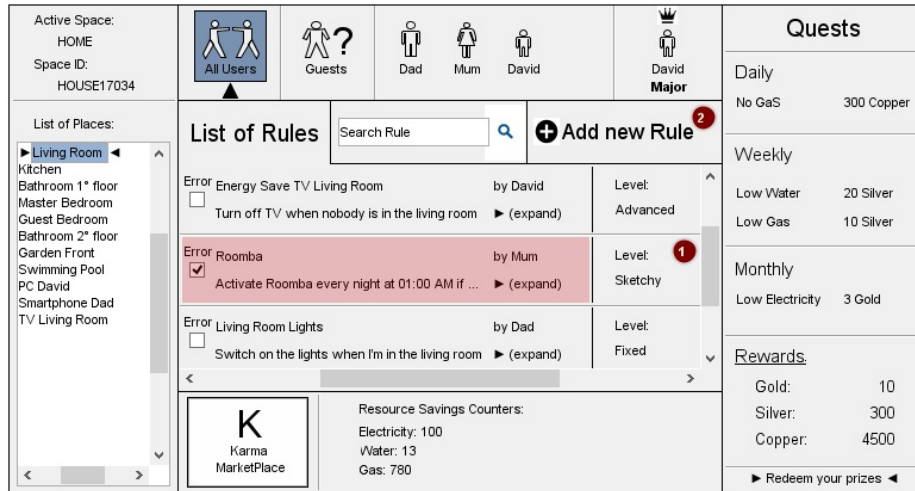 Active Space:
HOME
Space ID:
HOUSE17034
List of Places:
►Living Room ◄
Kitchen
Bathroom 1° floor
Master Bedroom
Guest Bedroom
Bathroom 2° floor
Garden Front
Swimming Pool
PC David
Smartphone Dad
TV Living Room
All Users
?
Guests
Dad
Mum
David
David
Major
List of Rules
Search Rule
Add new Rule
2
Error Energy Save TV Living Room by David Level:
Turn off TV when nobody is in the living room ► (expand) Advanced
Error Roomba by Mum Level: 1
Activate Roomba every night at 01:00 AM if ... ► (expand) Sketchy
Error Living Room Lights by Dad Level:
Switch on the lights when I'm in the living room ► (expand) Fixed
K
Karma
MarketPlace
Resource Savings Counters:
Electricity: 100
Water: 13
Gas: 780
Quests
Daily
No GaS 300 Copper
Weekly
Low Water 20 Silver
Low Gas 10 Silver
Monthly
Low Electricity 3 Gold
Rewards.
Gold: 10
Silver: 300
Copper: 4500
► Redeem your prizes ◄